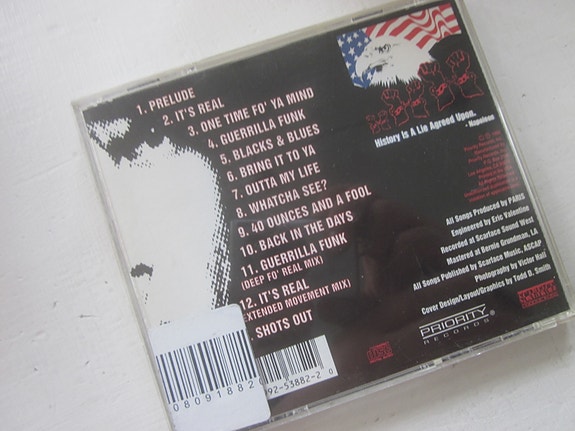 1. PRELUDE
2. IT'S REAL
3. ONE TIME FO' YA MIND
4. GUERRILLA FUNK
5. BLACKS & BLUES
6. BRING IT TO YA
7. OUTTA MY LIFE
8. WHATCHA SEE?
9. 40 OUNCES AND A FOOL
10. BACK IN THE DAYS
11. GUERRILLA FUNK
(DEEP FO' REAL MIX)
12. IT'S REAL
EXTENDED MOVEMENT MIX)
SHOTS OUT
History Is A Lie Agreed Upon.
- Napoleon
All Songs Produced by PARIS
Engineered by Eric Valentine
Recorded at Scarface Sound West
Mastered at Bernie Grundman, LA
All Songs Published by Scarface Music, ASCAP
Photography by Victor Hall
Cover Design/Layout/Graphics by Todd D. Smith
PRIORITY
RECORDS
08091882
92-53882-2 0